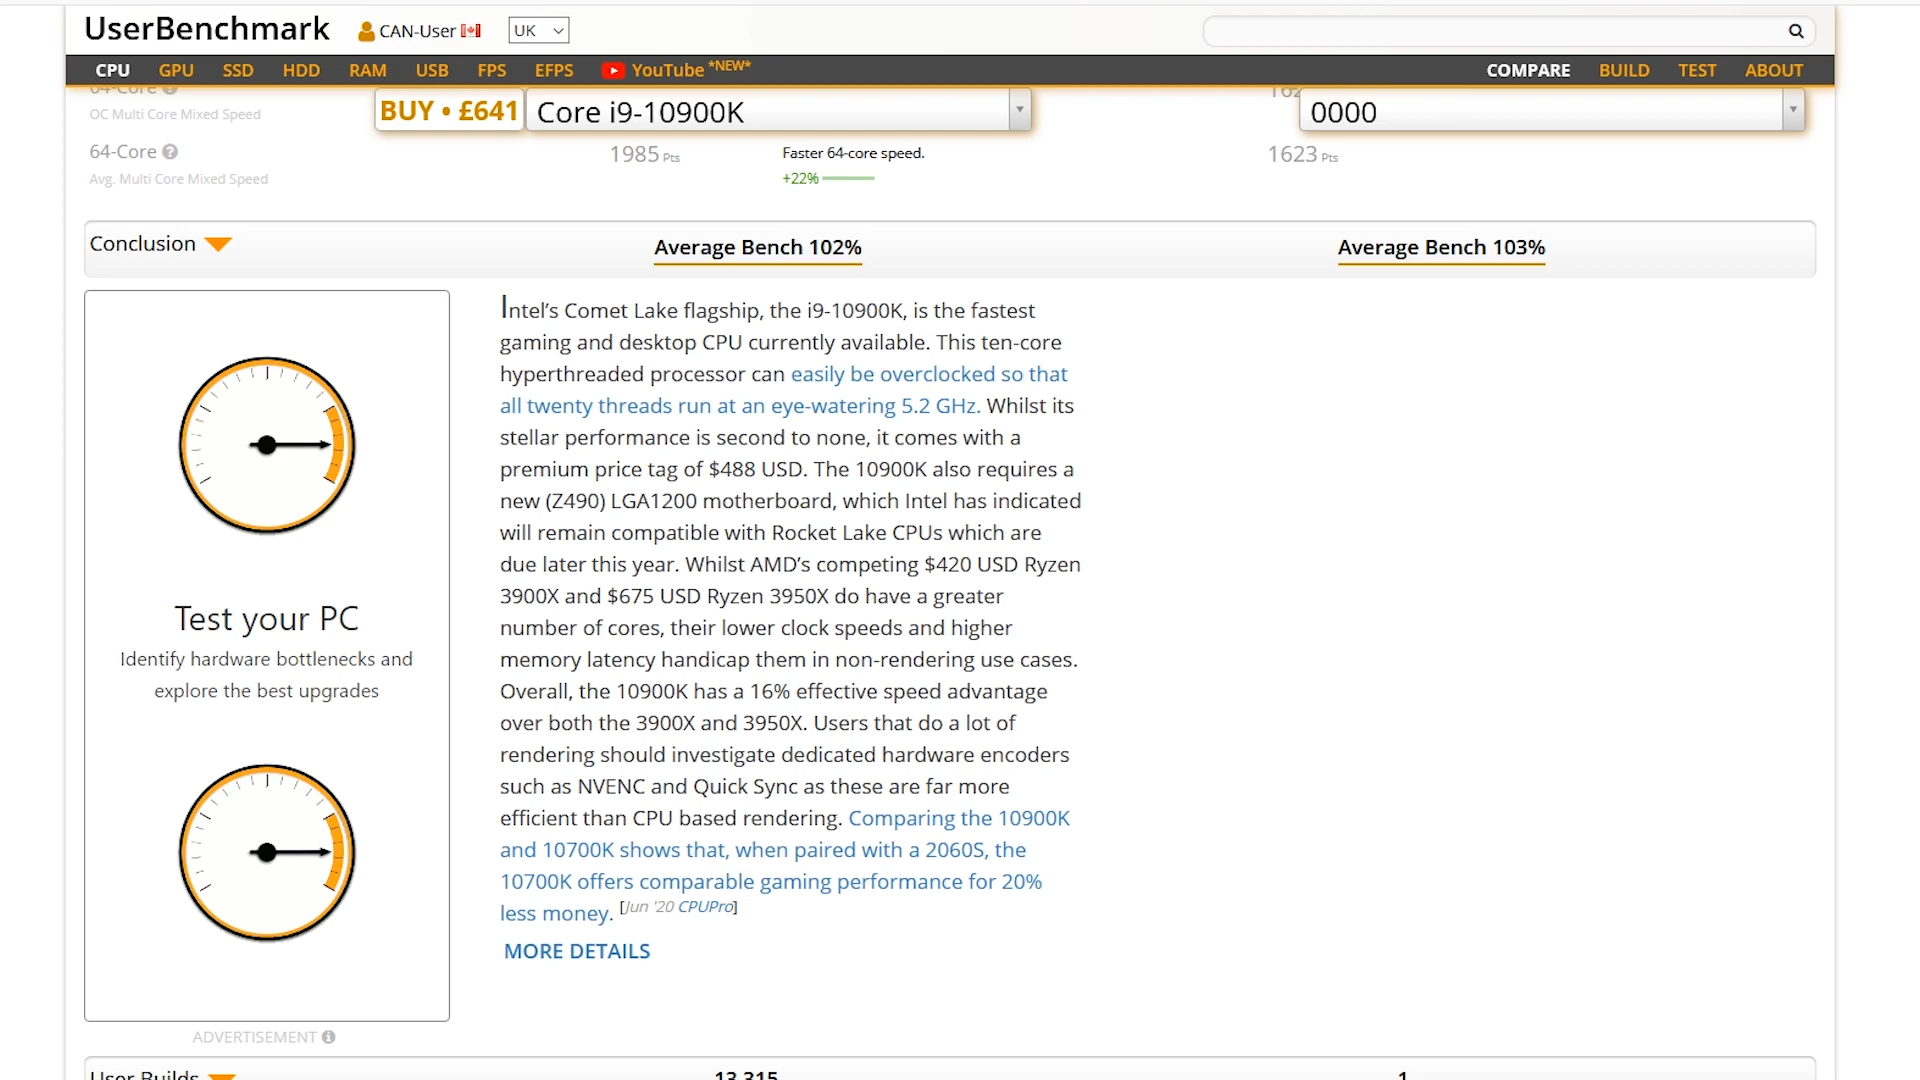 UserBenchmark CAN-User UK
CPU GPU SSD HDD RAM USB FPS EFPS YouTube *NEW* COMPARE BUILD TEST ABOUT
64-Core
OC Multi Core Mixed Speed
BUY • £641 Core i9-10900K 0000
64-Core 1985 Pts Faster 64-core speed. 1623 Pts
Avg. Multi Core Mixed Speed +22%
Conclusion Average Bench 102% Average Bench 103%
Intel's Comet Lake flagship, the i9-10900K, is the fastest
gaming and desktop CPU currently available. This ten-core
hyperthreaded processor can easily be overclocked so that
all twenty threads run at an eye-watering 5.2 GHz. Whilst its
stellar performance is second to none, it comes with a
premium price tag of $488 USD. The 10900K also requires a
new (Z490) LGA1200 motherboard, which Intel has indicated
will remain compatible with Rocket Lake CPUs which are
due later this year. Whilst AMD's competing $420 USD Ryzen
3900X and $675 USD Ryzen 3950X do have a greater
number of cores, their lower clock speeds and higher
memory latency handicap them in non-rendering use cases.
Overall, the 10900K has a 16% effective speed advantage
over both the 3900X and 3950X. Users that do a lot of
rendering should investigate dedicated hardware encoders
such as NVENC and Quick Sync as these are far more
efficient than CPU based rendering. Comparing the 10900K
and 10700K shows that, when paired with a 2060S, the
10700K offers comparable gaming performance for 20%
less money. [Jun '20 CPUPro]
MORE DETAILS
Test your PC
Identify hardware bottlenecks and
explore the best upgrades
ADVERTISEMENT
User Builds 13,315 1